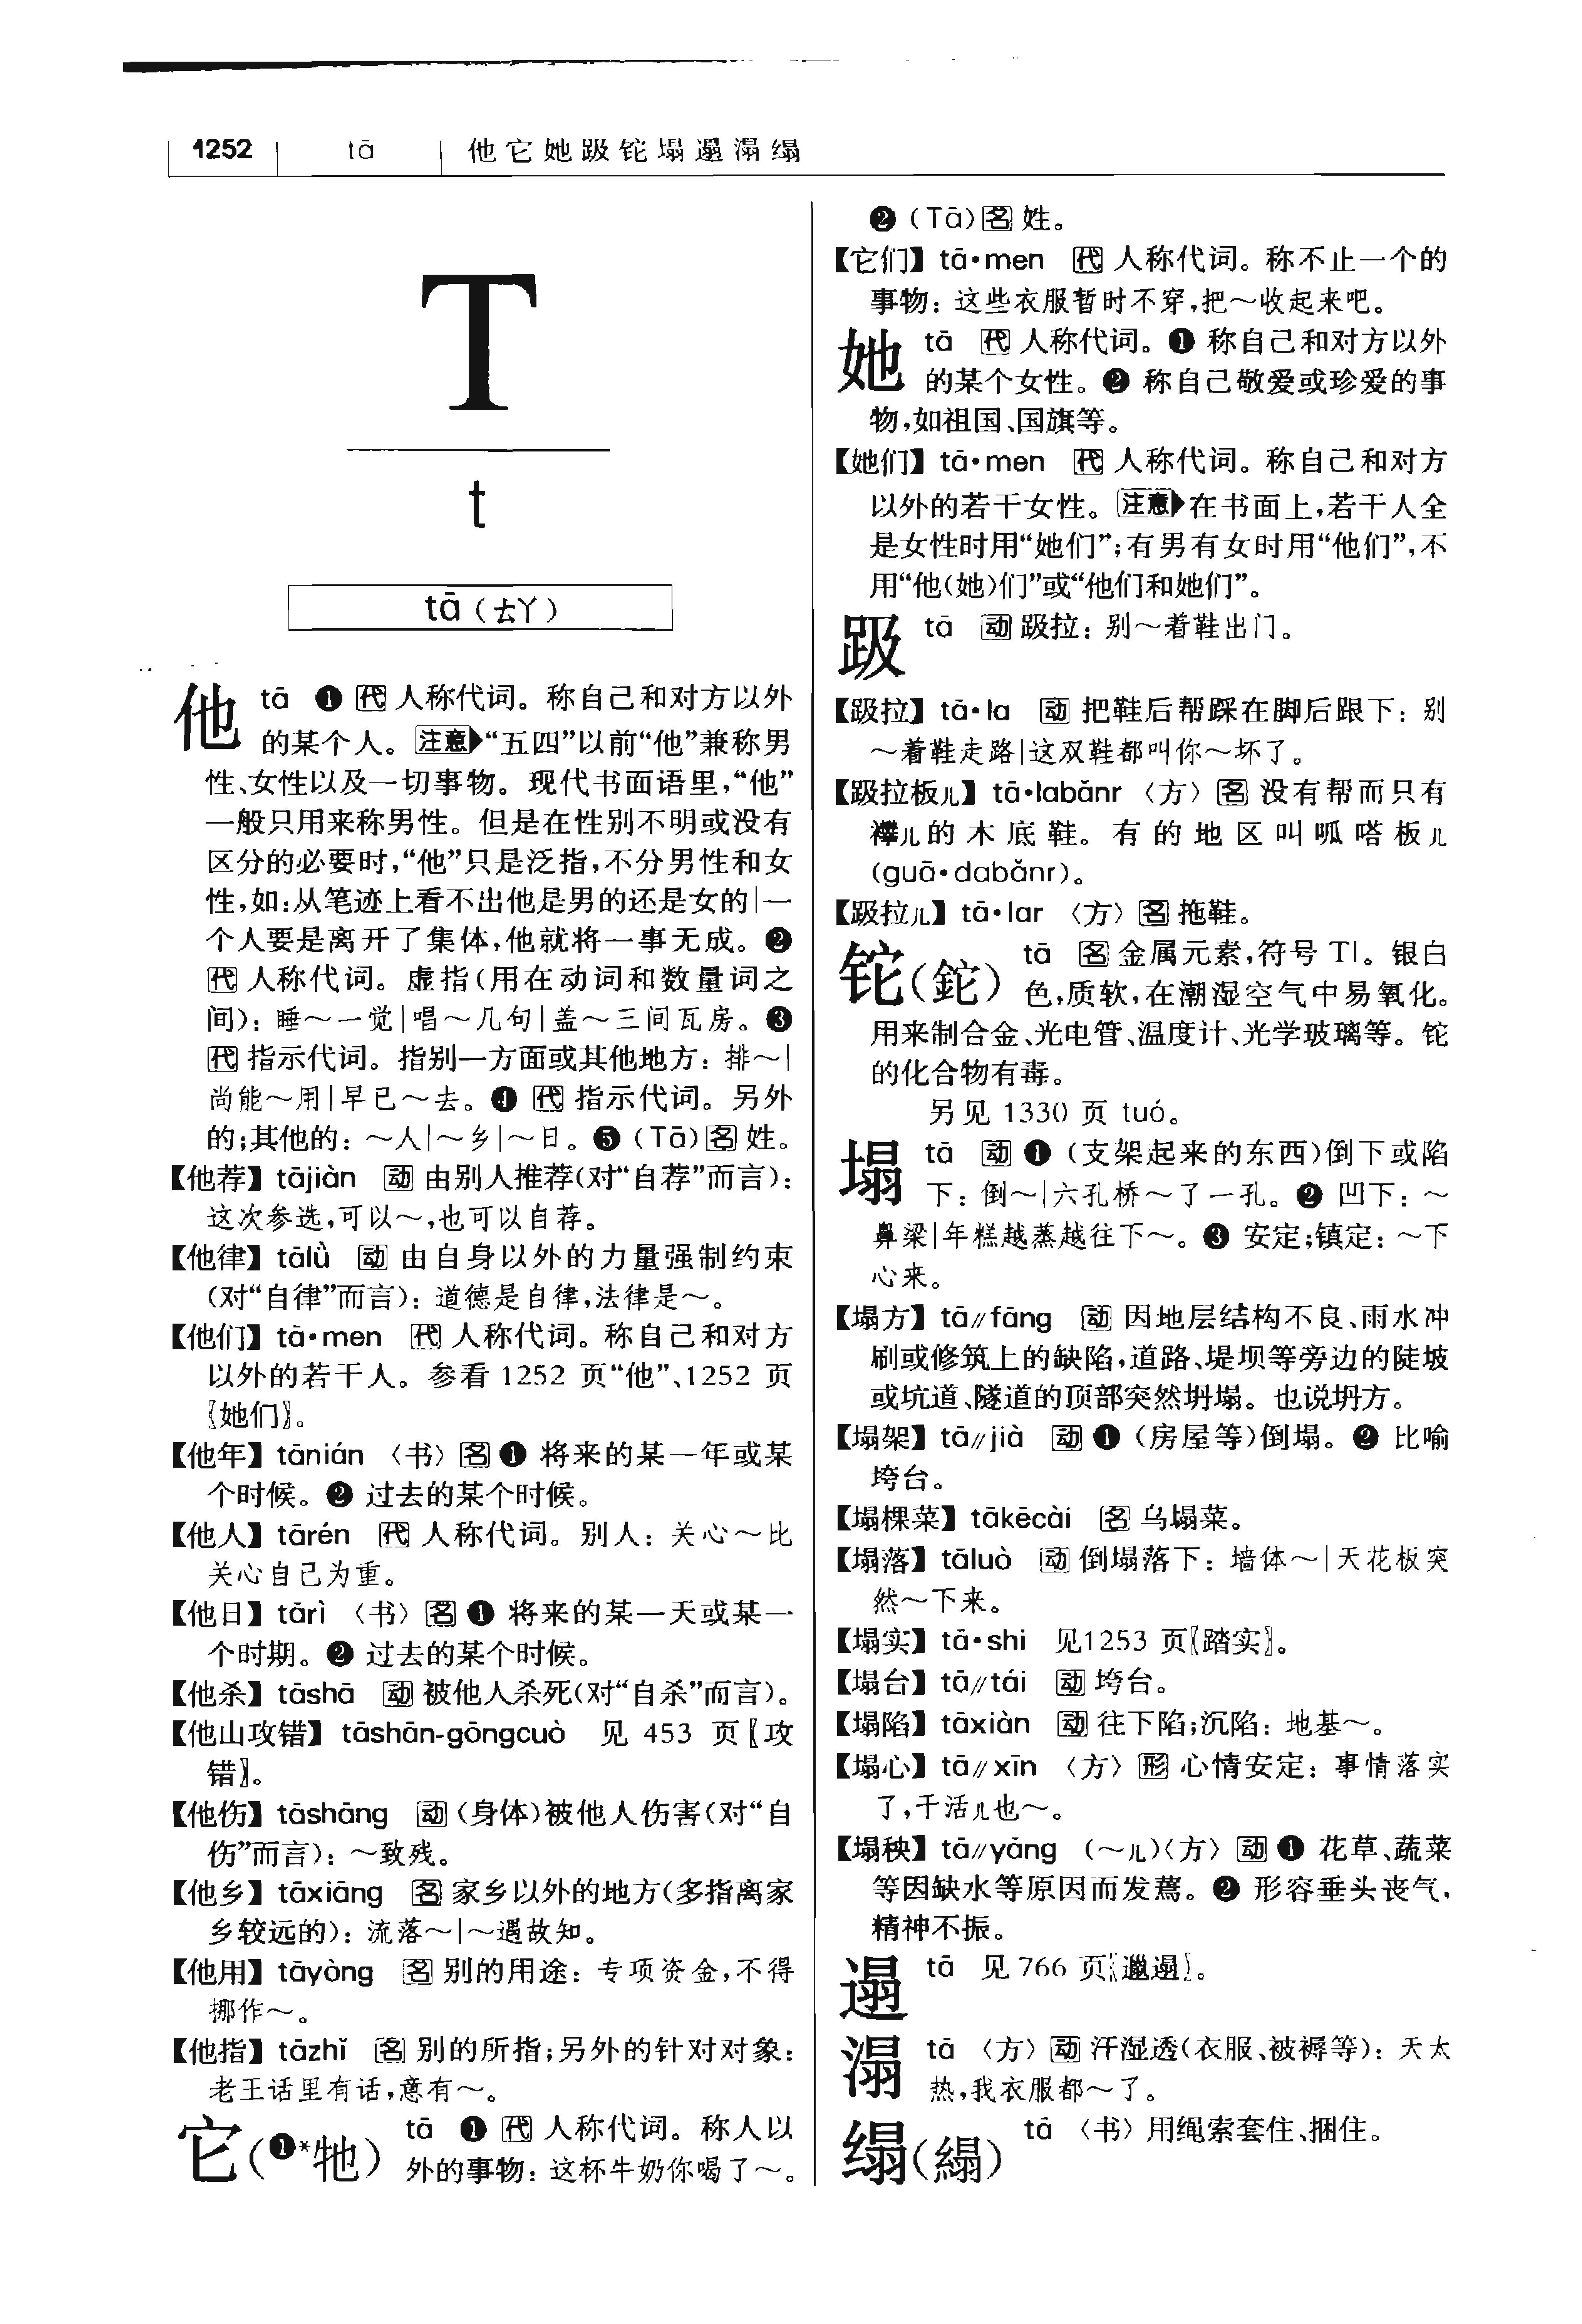 1252 tā 他它她趿铊塌遢溻缉
T
t
tā（ㄊㄚ）
他 tā ❶ 代 人称代词。称自己和对方以外
的某个人。注意▶“五四”以前“他”兼称男
性、女性以及一切事物。现代书面语里，“他”
一般只用来称男性。但是在性别不明或没有
区分的必要时，“他”只是泛指，不分男性和女
性，如：从笔迹上看不出他是男的还是女的|一
个人要是离开了集体，他就将一事无成。❷
代 人称代词。虚指（用在动词和数量词之
间）：睡～一觉|唱～几句|盖～三间瓦房。❸
代 指示代词。指别一方面或其他地方：排～|
尚能～用|早已～去。❹ 代 指示代词。另外
的；其他的：～人|～乡|～日。❺（Tā）名 姓。
【他荐】tājiàn 动 由别人推荐（对“自荐”而言）：
这次参选，可以～，也可以自荐。
【他律】tālǜ 动 由自身以外的力量强制约束
（对“自律”而言）：道德是自律，法律是～。
【他们】tā·men 代 人称代词。称自己和对方
以外的若干人。参看 1252 页“他”、1252 页
〖她们〗。
【他年】tānián 〈书〉名 ❶ 将来的某一年或某
个时候。❷ 过去的某个时候。
【他人】tārén 代 人称代词。别人：关心～比
关心自己为重。
【他日】tārì 〈书〉名 ❶ 将来的某一天或某一
个时期。❷ 过去的某个时候。
【他杀】tāshā 动 被他人杀死（对“自杀”而言）。
【他山攻错】tāshān-gōngcuò 见 453 页〖攻
错〗。
【他伤】tāshāng 动（身体）被他人伤害（对“自
伤”而言）：～致残。
【他乡】tāxiāng 名 家乡以外的地方（多指离家
乡较远的）：流落～|～遇故知。
【他用】tāyòng 名 别的用途：专项资金，不得
挪作～。
【他指】tāzhǐ 名 别的所指；另外的针对对象：
老王话里有话，意有～。
它（❶*牠） tā ❶ 代 人称代词。称人以
外的事物：这杯牛奶你喝了～。
❷（Tā）名 姓。
【它们】tā·men 代 人称代词。称不止一个的
事物：这些衣服暂时不穿，把～收起来吧。
她 tā 代 人称代词。❶ 称自己和对方以外
的某个女性。❷ 称自己敬爱或珍爱的事
物，如祖国、国旗等。
【她们】tā·men 代 人称代词。称自己和对方
以外的若干女性。注意▶在书面上，若干人全
是女性时用“她们”；有男有女时用“他们”，不
用“他（她）们”或“他们和她们”。
趿 tā 动 趿拉：别～着鞋出门。
【趿拉】tā·la 动 把鞋后帮踩在脚后跟下：别
～着鞋走路|这双鞋都叫你～坏了。
【趿拉板儿】tā·labǎnr 〈方〉名 没有帮而只有
襻儿的木底鞋。有的地区叫呱嗒板儿
（guā·dabǎnr）。
【趿拉儿】tā·lar 〈方〉名 拖鞋。
铊（鉈） tā 名 金属元素，符号 Tl。银白
色，质软，在潮湿空气中易氧化。
用来制合金、光电管、温度计、光学玻璃等。铊
的化合物有毒。
另见 1330 页 tuó。
塌 tā 动 ❶（支架起来的东西）倒下或陷
下：倒～|六孔桥～了一孔。❷ 凹下：～
鼻梁|年糕越蒸越往下～。❸ 安定；镇定：～下
心来。
【塌方】tā//fāng 动 因地层结构不良、雨水冲
刷或修筑上的缺陷，道路、堤坝等旁边的陡坡
或坑道、隧道的顶部突然坍塌。也说坍方。
【塌架】tā//jià 动 ❶（房屋等）倒塌。❷ 比喻
垮台。
【塌棵菜】tākēcài 名 乌塌菜。
【塌落】tāluò 动 倒塌落下：墙体～|天花板突
然～下来。
【塌实】tā·shi 见1253 页〖踏实〗。
【塌台】tā//tái 动 垮台。
【塌陷】tāxiàn 动 往下陷；沉陷：地基～。
【塌心】tā//xīn 〈方〉形 心情安定：事情落实
了，干活儿也～。
【塌秧】tā//yāng （～儿）〈方〉动 ❶ 花草、蔬菜
等因缺水等原因而发蔫。❷ 形容垂头丧气，
精神不振。
遢 tā 见 766 页〖邋遢〗。
溻 tā 〈方〉动 汗湿透（衣服、被褥等）：天太
热，我衣服都～了。
𫄤（緆） tā 〈书〉用绳索套住、捆住。